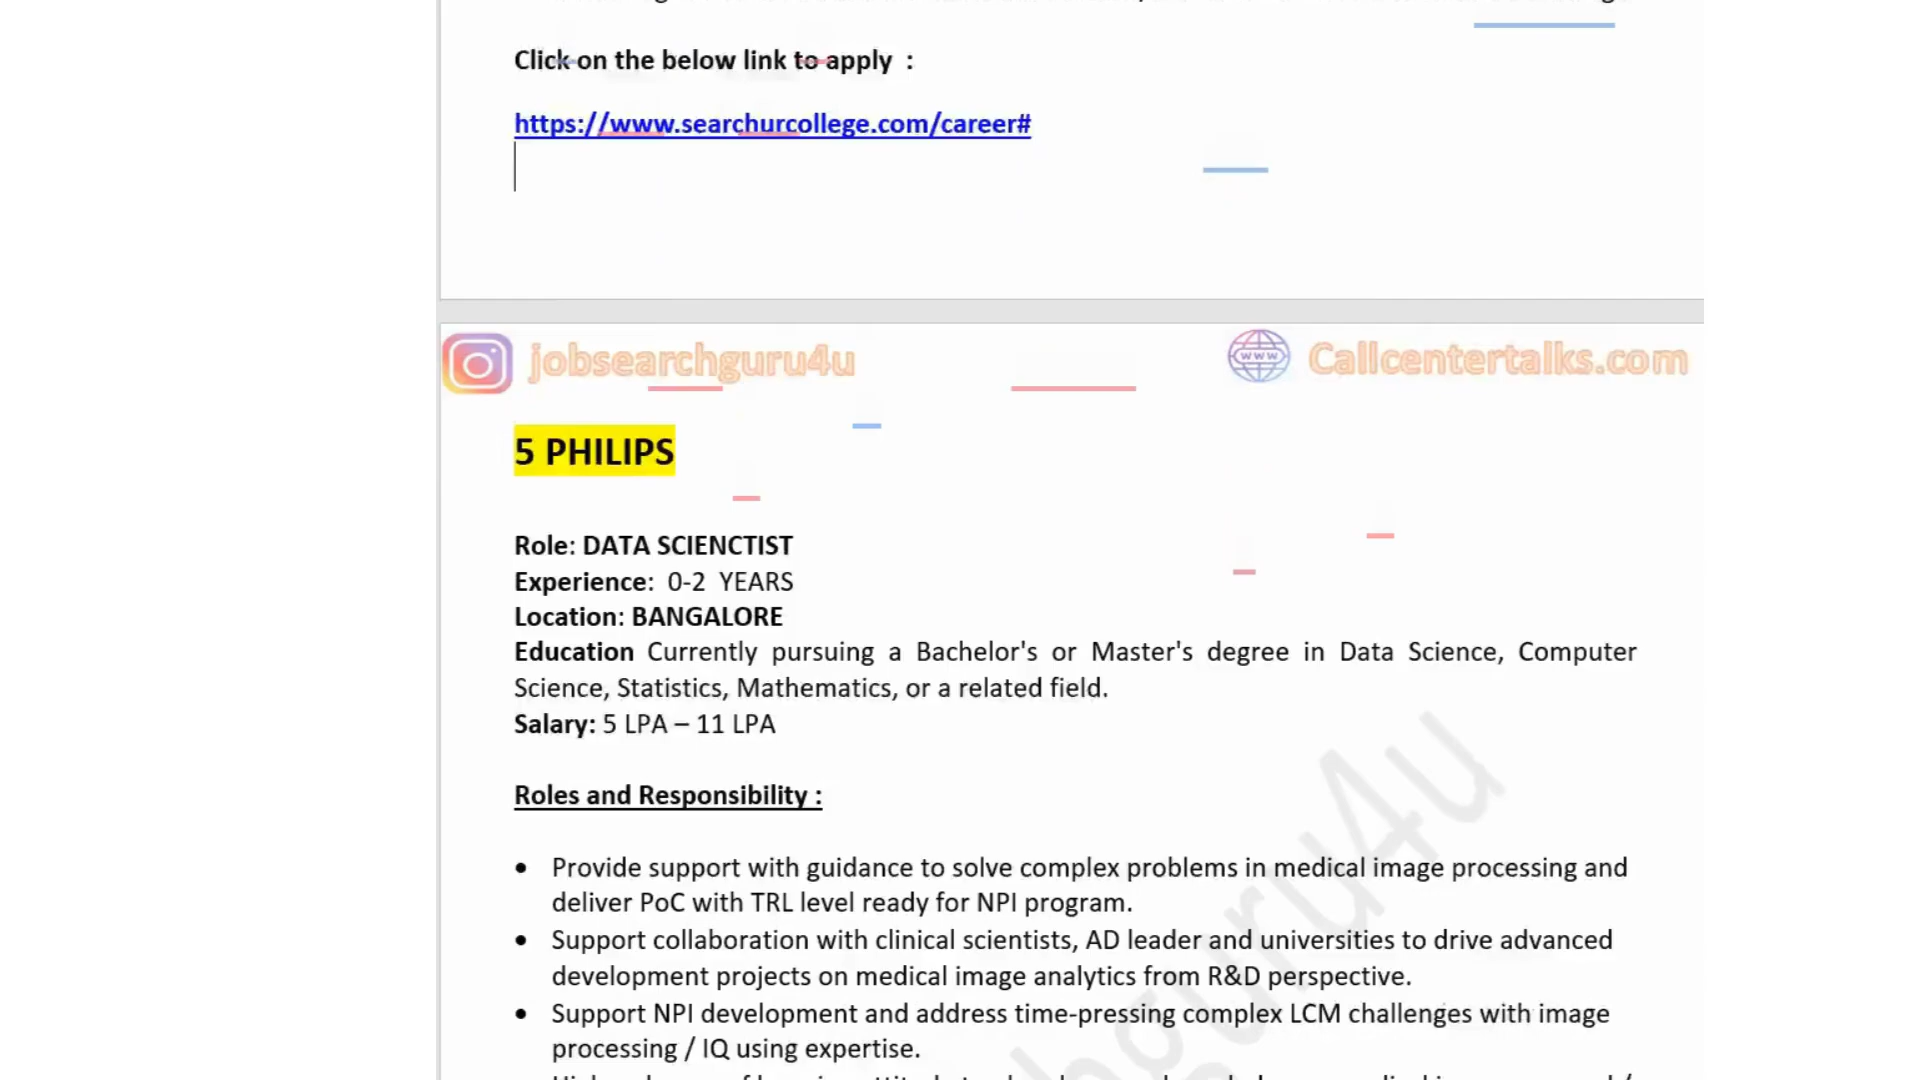 Click on the below link to apply :
https://www.searchurcollege.com/career#
jobsearchguru4u
www
Callcentertalks.com
5 PHILIPS
Role: DATA SCIENCTIST
Experience: 0-2 YEARS
Location: BANGALORE
Education Currently pursuing a Bachelor's or Master's degree in Data Science, Computer
Science, Statistics, Mathematics, or a related field.
Salary: 5 LPA – 11 LPA
Roles and Responsibility :
• Provide support with guidance to solve complex problems in medical image processing and
deliver PoC with TRL level ready for NPI program.
• Support collaboration with clinical scientists, AD leader and universities to drive advanced
development projects on medical image analytics from R&D perspective.
• Support NPI development and address time-pressing complex LCM challenges with image
processing / IQ using expertise.